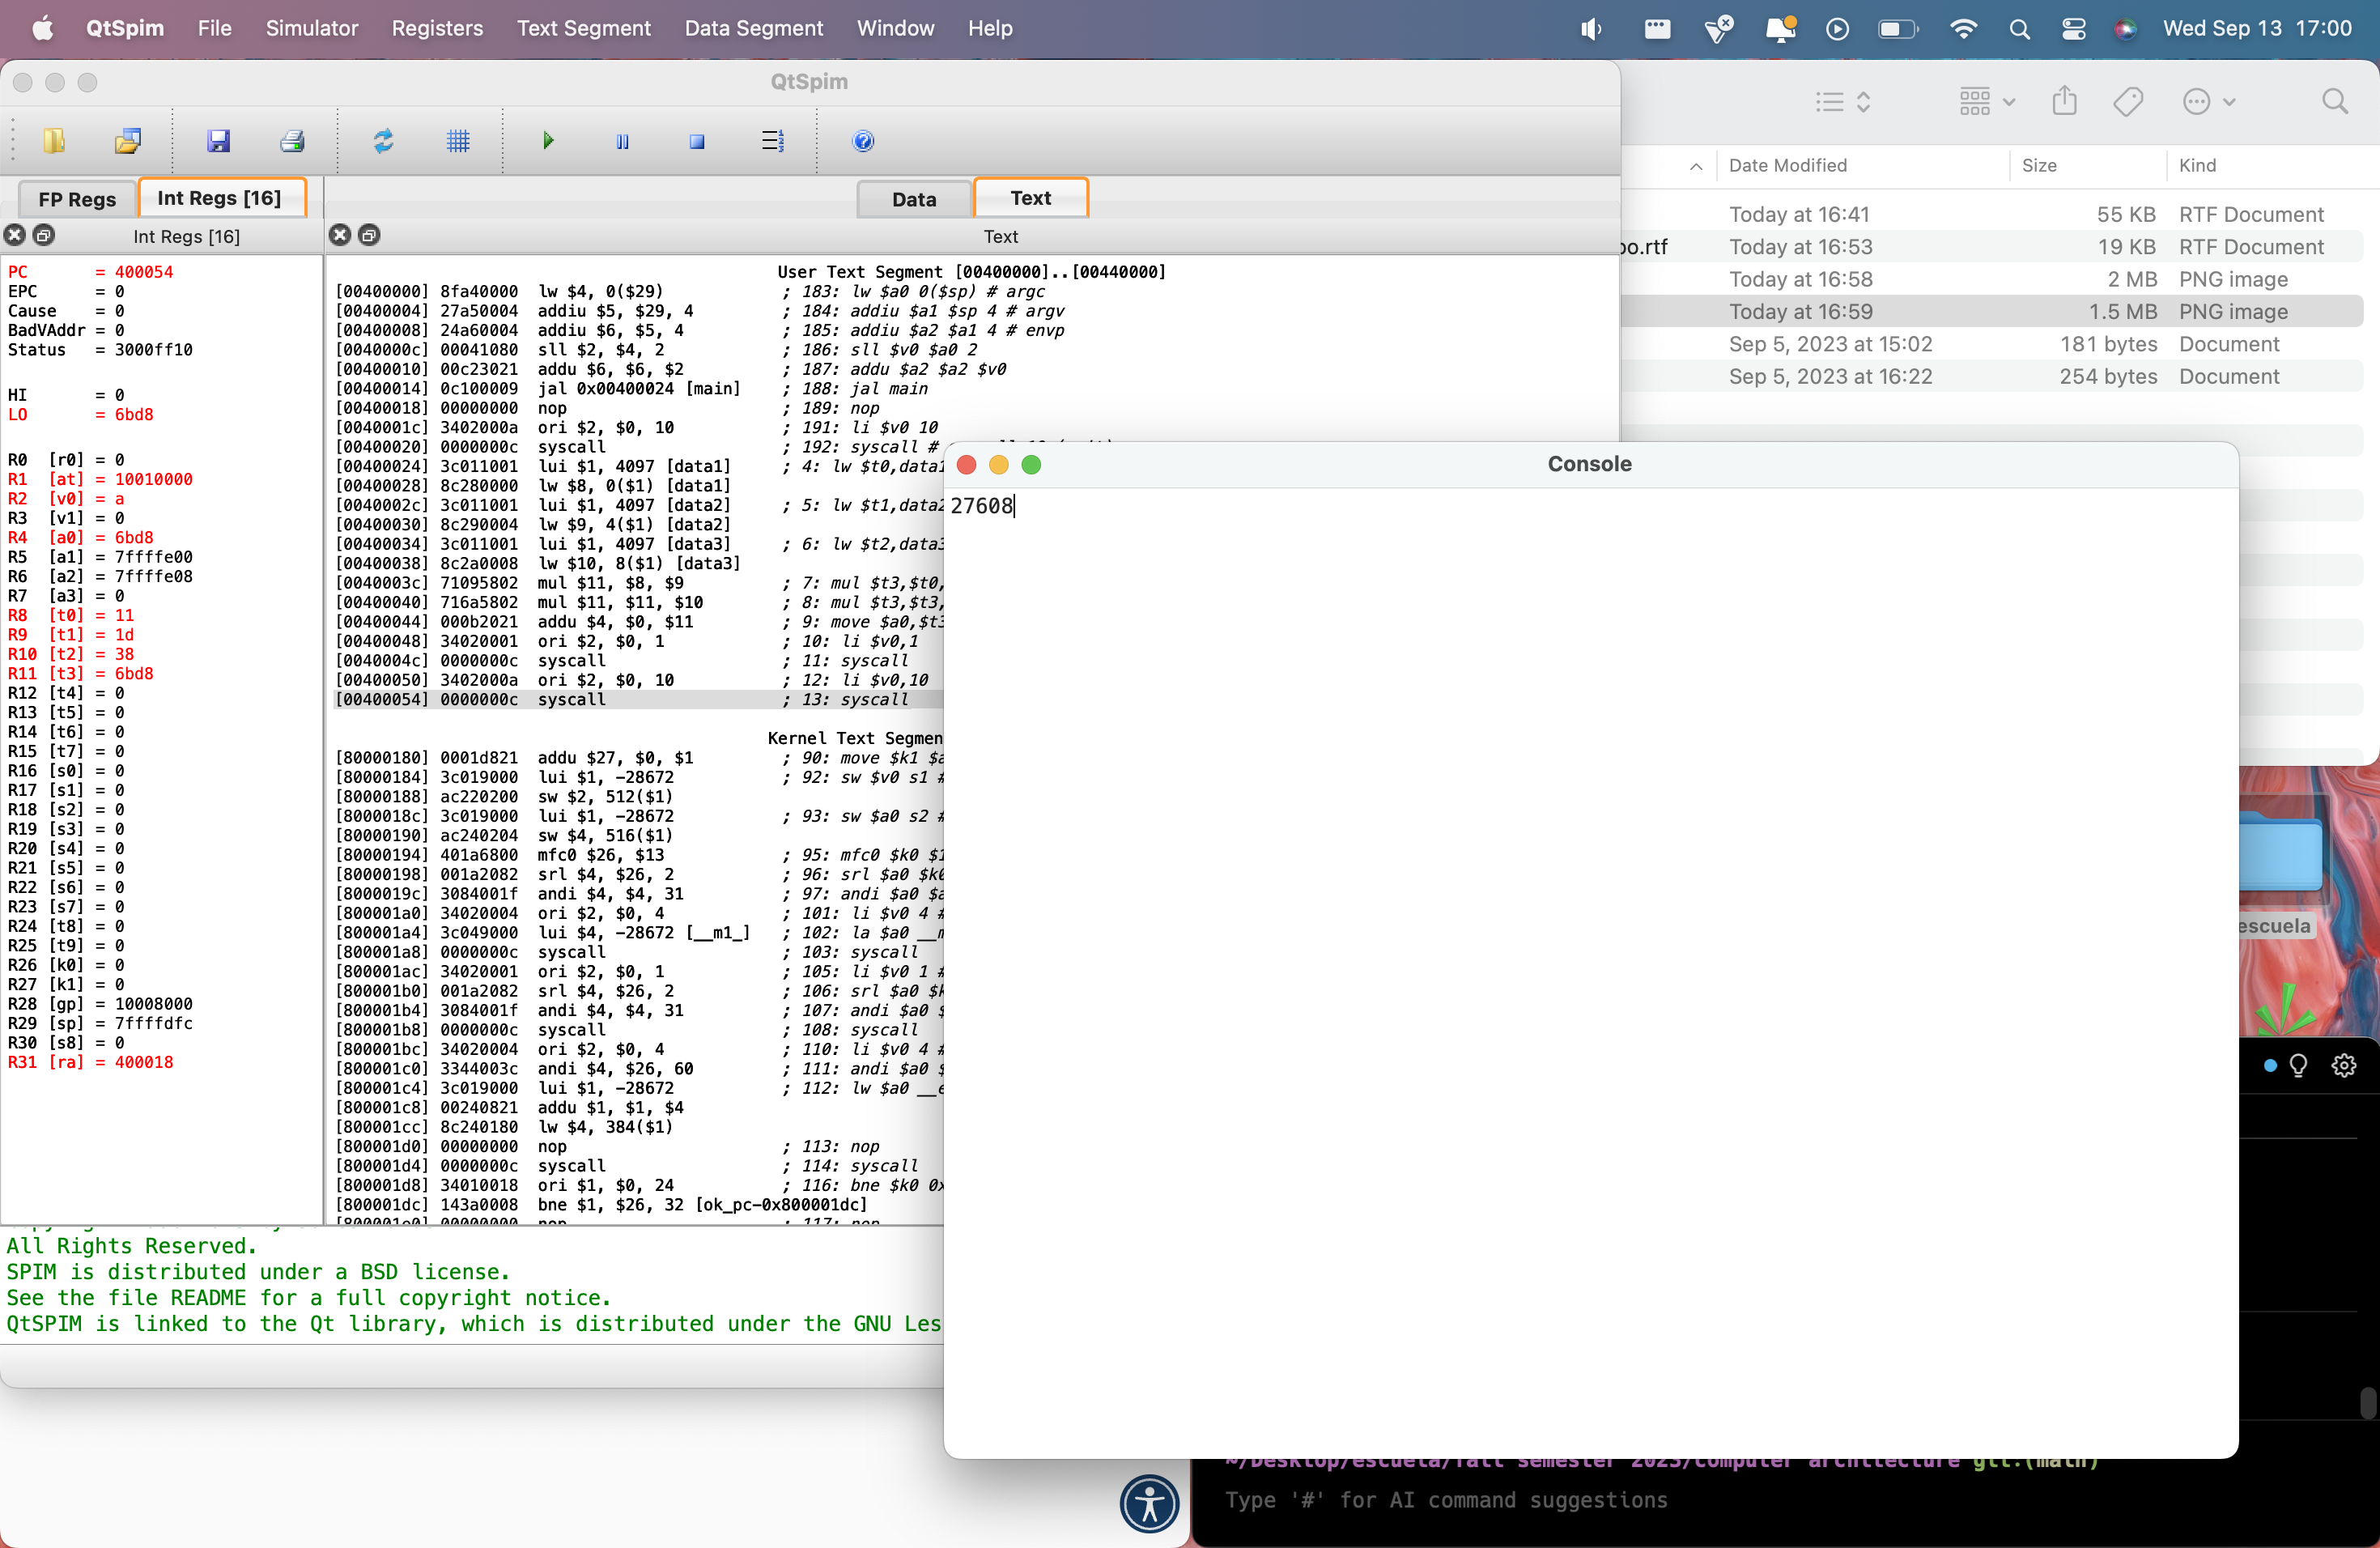 QtSpim File Simulator Registers Text Segment Data Segment Window Help Wed Sep 13 17:00
QtSpim
FP Regs Int Regs [16] Data Text
Int Regs [16] Text
PC = 400054
EPC = 0
Cause = 0
BadVAddr = 0
Status = 3000ff10
HI = 0
LO = 6bd8
R0 [r0] = 0
R1 [at] = 10010000
R2 [v0] = a
R3 [v1] = 0
R4 [a0] = 6bd8
R5 [a1] = 7ffffe00
R6 [a2] = 7ffffe08
R7 [a3] = 0
R8 [t0] = 11
R9 [t1] = 1d
R10 [t2] = 38
R11 [t3] = 6bd8
R12 [t4] = 0
R13 [t5] = 0
R14 [t6] = 0
R15 [t7] = 0
R16 [s0] = 0
R17 [s1] = 0
R18 [s2] = 0
R19 [s3] = 0
R20 [s4] = 0
R21 [s5] = 0
R22 [s6] = 0
R23 [s7] = 0
R24 [t8] = 0
R25 [t9] = 0
R26 [k0] = 0
R27 [k1] = 0
R28 [gp] = 10008000
R29 [sp] = 7ffffdfc
R30 [s8] = 0
R31 [ra] = 400018
User Text Segment [00400000]..[00440000]
[00400000] 8fa40000 lw $4, 0($29) ; 183: lw $a0 0($sp) # argc
[00400004] 27a50004 addiu $5, $29, 4 ; 184: addiu $a1 $sp 4 # argv
[00400008] 24a60004 addiu $6, $5, 4 ; 185: addiu $a2 $a1 4 # envp
[0040000c] 00041080 sll $2, $4, 2 ; 186: sll $v0 $a0 2
[00400010] 00c23021 addu $6, $6, $2 ; 187: addu $a2 $a2 $v0
[00400014] 0c100009 jal 0x00400024 [main] ; 188: jal main
[00400018] 00000000 nop ; 189: nop
[0040001c] 3402000a ori $2, $0, 10 ; 191: li $v0 10
[00400020] 0000000c syscall ; 192: syscall #
[00400024] 3c011001 lui $1, 4097 [data1] ; 4: lw $t0,data1
[00400028] 8c280000 lw $8, 0($1) [data1]
[0040002c] 3c011001 lui $1, 4097 [data2] ; 5: lw $t1,data2
[00400030] 8c290004 lw $9, 4($1) [data2]
[00400034] 3c011001 lui $1, 4097 [data3] ; 6: lw $t2,data3
[00400038] 8c2a0008 lw $10, 8($1) [data3]
[0040003c] 71095802 mul $11, $8, $9 ; 7: mul $t3,$t0,
[00400040] 716a5802 mul $11, $11, $10 ; 8: mul $t3,$t3,
[00400044] 000b2021 addu $4, $0, $11 ; 9: move $a0,$t3
[00400048] 34020001 ori $2, $0, 1 ; 10: li $v0,1
[0040004c] 0000000c syscall ; 11: syscall
[00400050] 3402000a ori $2, $0, 10 ; 12: li $v0,10
[00400054] 0000000c syscall ; 13: syscall
Kernel Text Segmen
[80000180] 0001d821 addu $27, $0, $1 ; 90: move $k1 $a
[80000184] 3c019000 lui $1, -28672 ; 92: sw $v0 s1 #
[80000188] ac220200 sw $2, 512($1)
[8000018c] 3c019000 lui $1, -28672 ; 93: sw $a0 s2 #
[80000190] ac240204 sw $4, 516($1)
[80000194] 401a6800 mfc0 $26, $13 ; 95: mfc0 $k0 $1
[80000198] 001a2082 srl $4, $26, 2 ; 96: srl $a0 $k0
[8000019c] 3084001f andi $4, $4, 31 ; 97: andi $a0 $a
[800001a0] 34020004 ori $2, $0, 4 ; 101: li $v0 4 #
[800001a4] 3c049000 lui $4, -28672 [__m1_] ; 102: la $a0 __m
[800001a8] 0000000c syscall ; 103: syscall
[800001ac] 34020001 ori $2, $0, 1 ; 105: li $v0 1 #
[800001b0] 001a2082 srl $4, $26, 2 ; 106: srl $a0 $k
[800001b4] 3084001f andi $4, $4, 31 ; 107: andi $a0 $
[800001b8] 0000000c syscall ; 108: syscall
[800001bc] 34020004 ori $2, $0, 4 ; 110: li $v0 4 #
[800001c0] 3344003c andi $4, $26, 60 ; 111: andi $a0 $
[800001c4] 3c019000 lui $1, -28672 ; 112: lw $a0 __e
[800001c8] 00240821 addu $1, $1, $4
[800001cc] 8c240180 lw $4, 384($1)
[800001d0] 00000000 nop ; 113: nop
[800001d4] 0000000c syscall ; 114: syscall
[800001d8] 34010018 ori $1, $0, 24 ; 116: bne $k0 0x
[800001dc] 143a0008 bne $1, $26, 32 [ok_pc-0x800001dc]
[800001e0] 00000000 nop ; 117: nop
All Rights Reserved.
SPIM is distributed under a BSD license.
See the file README for a full copyright notice.
QtSPIM is linked to the Qt library, which is distributed under the GNU Les
Console
27608
Date Modified Size Kind
Today at 16:41 55 KB RTF Document
po.rtf Today at 16:53 19 KB RTF Document
Today at 16:58 2 MB PNG image
Today at 16:59 1.5 MB PNG image
Sep 5, 2023 at 15:02 181 bytes Document
Sep 5, 2023 at 16:22 254 bytes Document
escuela
~/Desktop/escuela/fall semester 2023/computer architecture git:(math)
Type '#' for AI command suggestions